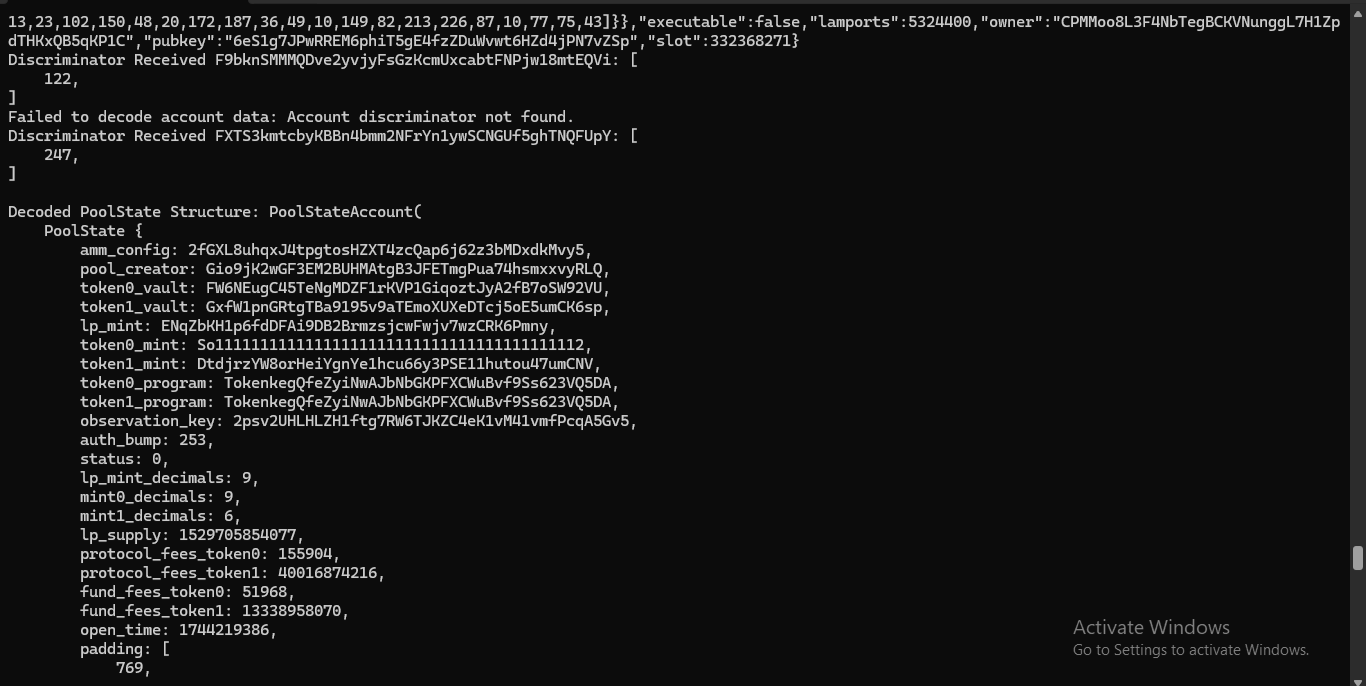 13,23,102,150,48,20,172,187,36,49,10,149,82,213,226,87,10,77,75,43]}},"executable":false,"lamports":5324400,"owner":"CPMMoo8L3F4NbTegBCKVNunggL7H1Zp
dTHKxQB5qKP1C","pubkey":"6eS1g7JPwRREM6phiT5gE4fzZDuWvwt6HZd4jPN7vZSp","slot":332368271}
Discriminator Received F9bknSMMMQDve2yvjyFsGzKcmUxcabtFNPjw18mtEQVi: [
    122,
]
Failed to decode account data: Account discriminator not found.
Discriminator Received FXTS3kmtcbyKBBn4bmm2NFrYn1ywSCNGUf5ghTNQFUpY: [
    247,
]
Decoded PoolState Structure: PoolStateAccount(
    PoolState {
        amm_config: 2fGXL8uhqxJ4tpgtosHZXT4zcQap6j62z3bMDxdkMvy5,
        pool_creator: Gio9jK2wGF3EM2BUHMAtgB3JFETmgPua74hsmxxvyRLQ,
        token0_vault: FW6NEugC45TeNgMDZF1rKVP1GiqoztJyA2fB7oSW92VU,
        token1_vault: GxfW1pnGRtgTBa9195v9aTEmoXUXeDTcj5oE5umCK6sp,
        lp_mint: ENqZbKH1p6fdDFAi9DB2BrmzsjcwFwjv7wzCRK6Pmny,
        token0_mint: So11111111111111111111111111111111111111112,
        token1_mint: DtdjrzYW8orHeiYgnYe1hcu66y3PSE11hutou47umCNV,
        token0_program: TokenkegQfeZyiNwAJbNbGKPFXCWuBvf9Ss623VQ5DA,
        token1_program: TokenkegQfeZyiNwAJbNbGKPFXCWuBvf9Ss623VQ5DA,
        observation_key: 2psv2UHLHLZH1ftg7RW6TJKZC4eK1vM41vmfPcqA5Gv5,
        auth_bump: 253,
        status: 0,
        lp_mint_decimals: 9,
        mint0_decimals: 9,
        mint1_decimals: 6,
        lp_supply: 1529705854077,
        protocol_fees_token0: 155904,
        protocol_fees_token1: 40016874216,
        fund_fees_token0: 51968,
        fund_fees_token1: 13338958070,
        open_time: 1744219386,
        padding: [
            769,
Activate Windows
Go to Settings to activate Windows.